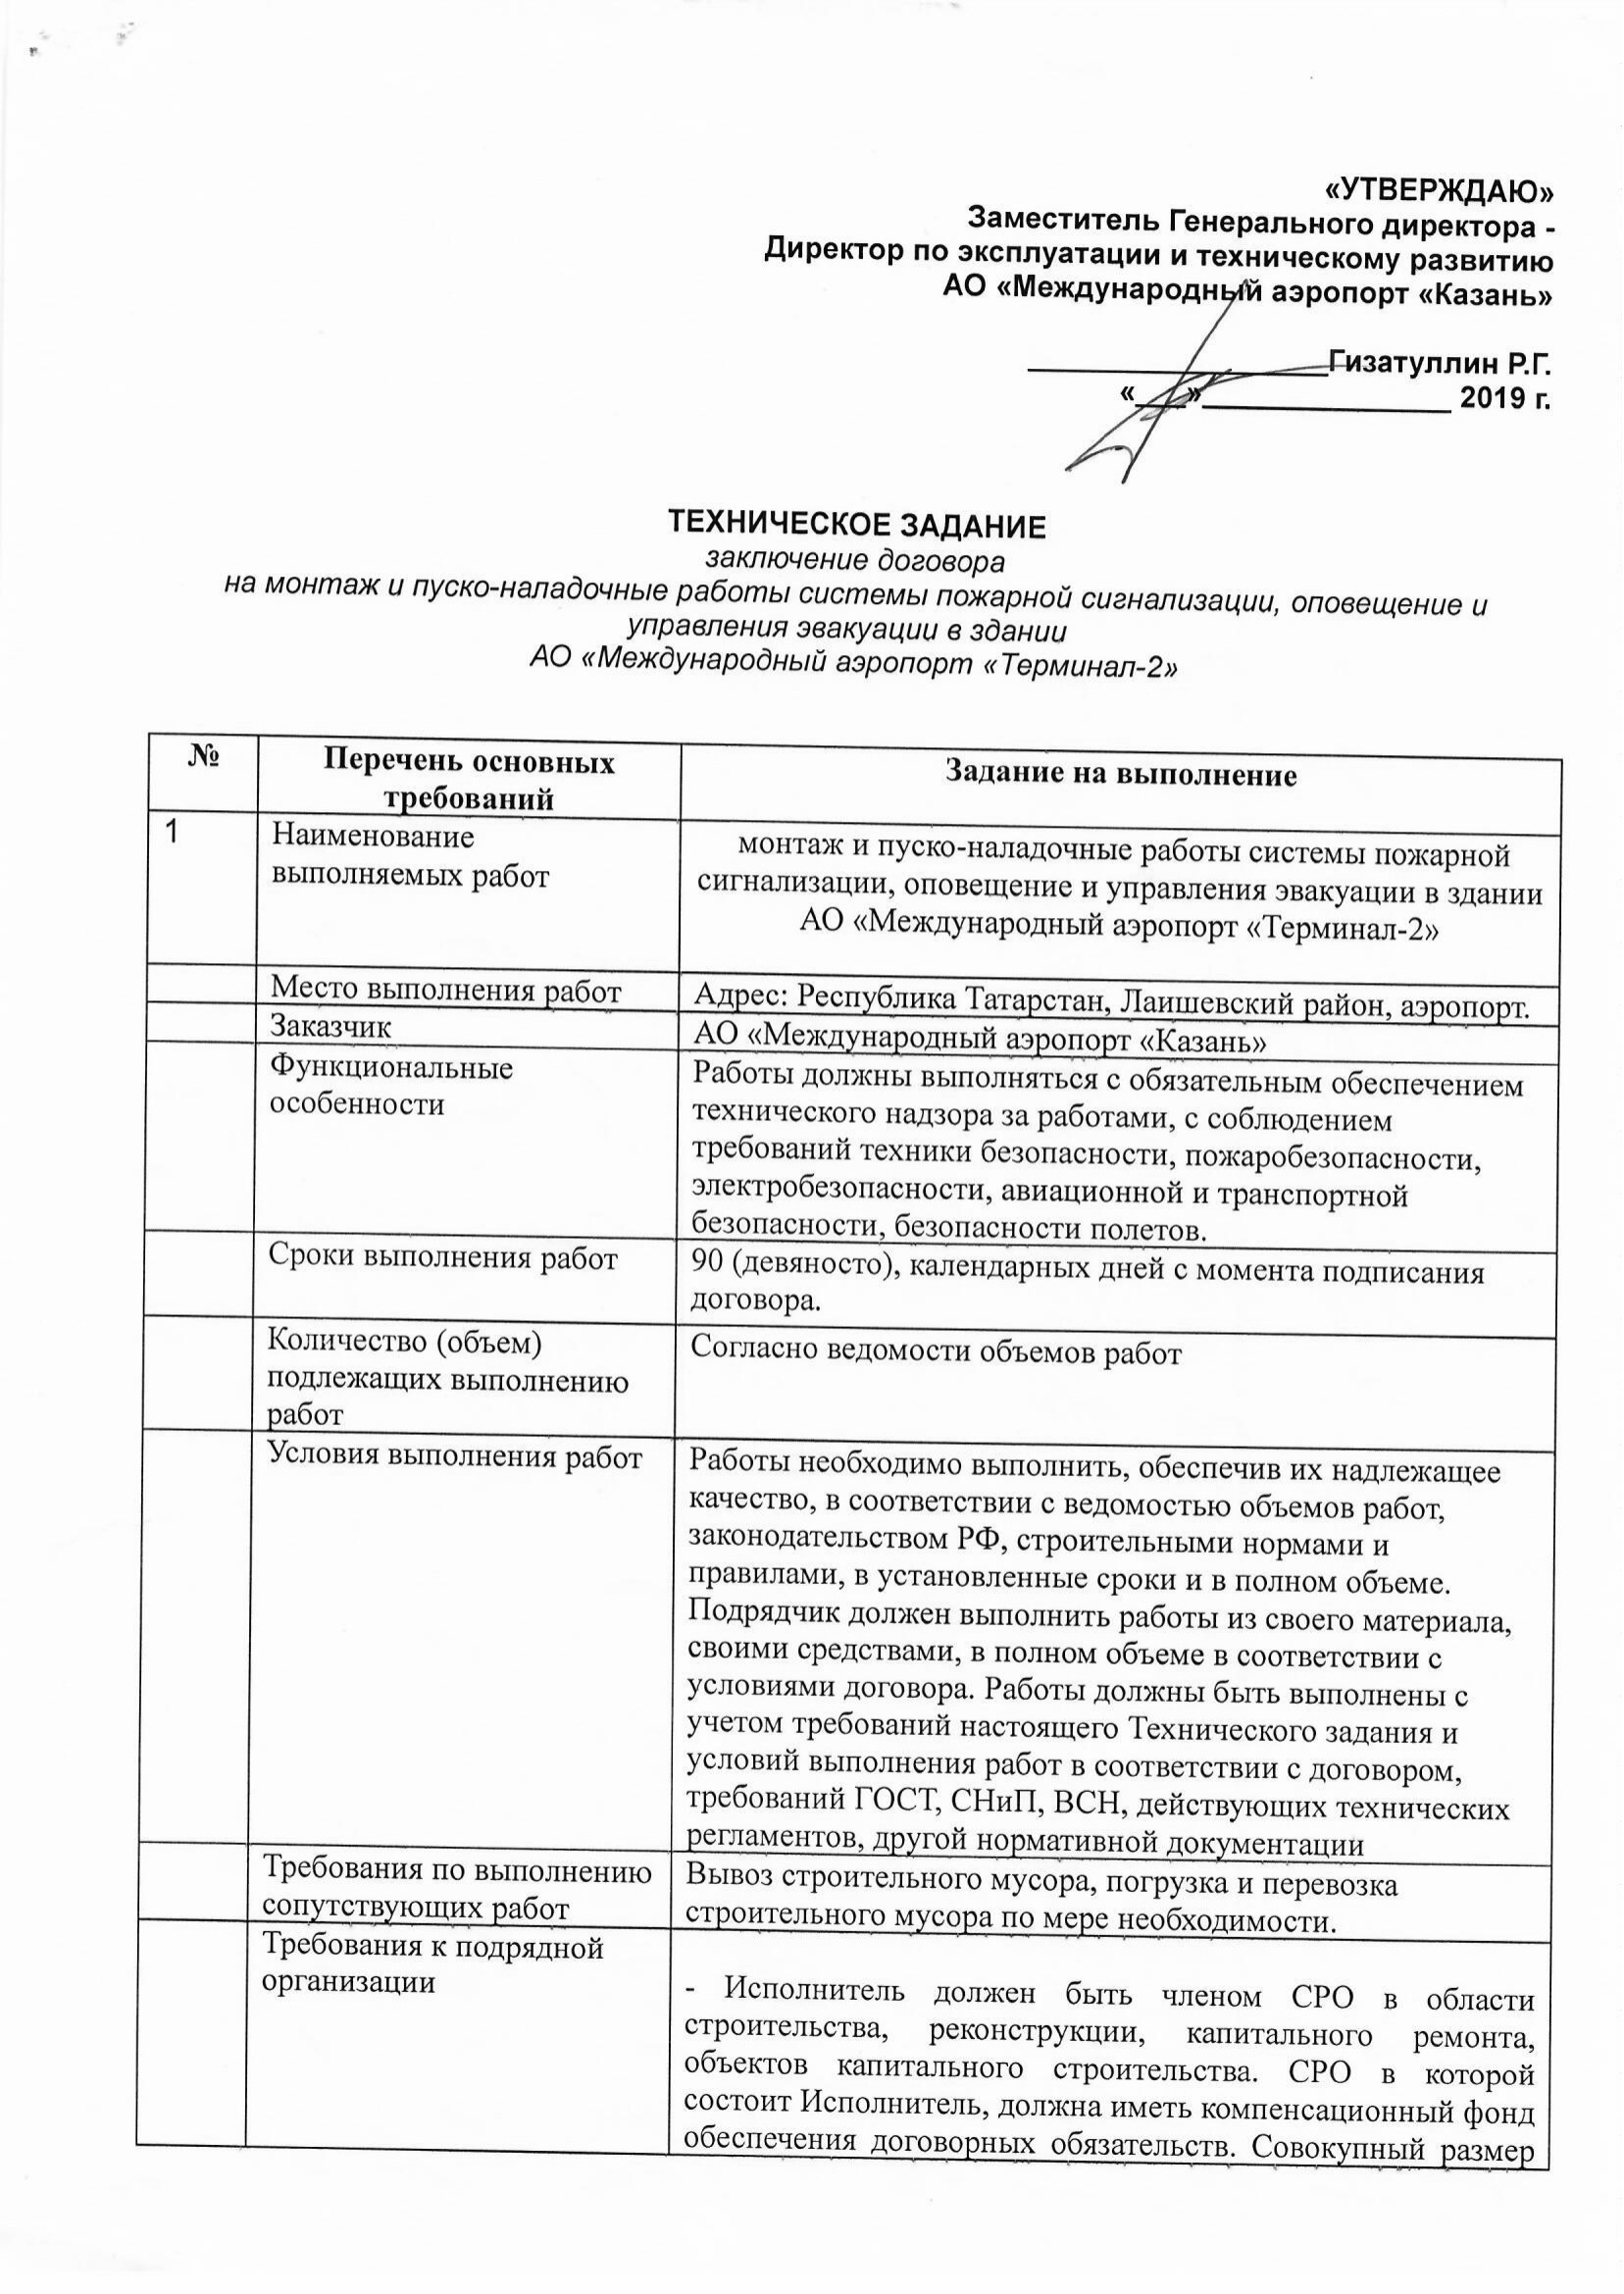 «УТВЕРЖДАЮ»
Заместитель Генерального директора -
Директор по эксплуатации и техническому развитию
АО «Международный аэропорт «Казань»
__________________Гизатуллин Р.Г.
«___»_______________ 2019 г.
ТЕХНИЧЕСКОЕ ЗАДАНИЕ
заключение договора
на монтаж и пуско-наладочные работы системы пожарной сигнализации, оповещение и
управления эвакуации в здании
АО «Международный аэропорт «Терминал-2»
№
Перечень основных
требований
Задание на выполнение
1
Наименование
выполняемых работ
монтаж и пуско-наладочные работы системы пожарной
сигнализации, оповещение и управления эвакуации в здании
АО «Международный аэропорт «Терминал-2»
Место выполнения работ
Адрес: Республика Татарстан, Лаишевский район, аэропорт.
Заказчик
АО «Международный аэропорт «Казань»
Функциональные
особенности
Работы должны выполняться с обязательным обеспечением
технического надзора за работами, с соблюдением
требований техники безопасности, пожаробезопасности,
электробезопасности, авиационной и транспортной
безопасности, безопасности полетов.
Сроки выполнения работ
90 (девяносто), календарных дней с момента подписания
договора.
Количество (объем)
подлежащих выполнению
работ
Согласно ведомости объемов работ
Условия выполнения работ
Работы необходимо выполнить, обеспечив их надлежащее
качество, в соответствии с ведомостью объемов работ,
законодательством РФ, строительными нормами и
правилами, в установленные сроки и в полном объеме.
Подрядчик должен выполнить работы из своего материала,
своими средствами, в полном объеме в соответствии с
условиями договора. Работы должны быть выполнены с
учетом требований настоящего Технического задания и
условий выполнения работ в соответствии с договором,
требований ГОСТ, СНиП, ВСН, действующих технических
регламентов, другой нормативной документации
Требования по выполнению
сопутствующих работ
Вывоз строительного мусора, погрузка и перевозка
строительного мусора по мере необходимости.
Требования к подрядной
организации
- Исполнитель должен быть членом СРО в области
строительства, реконструкции, капитального ремонта,
объектов капитального строительства. СРО в которой
состоит Исполнитель, должна иметь компенсационный фонд
обеспечения договорных обязательств. Совокупный размер